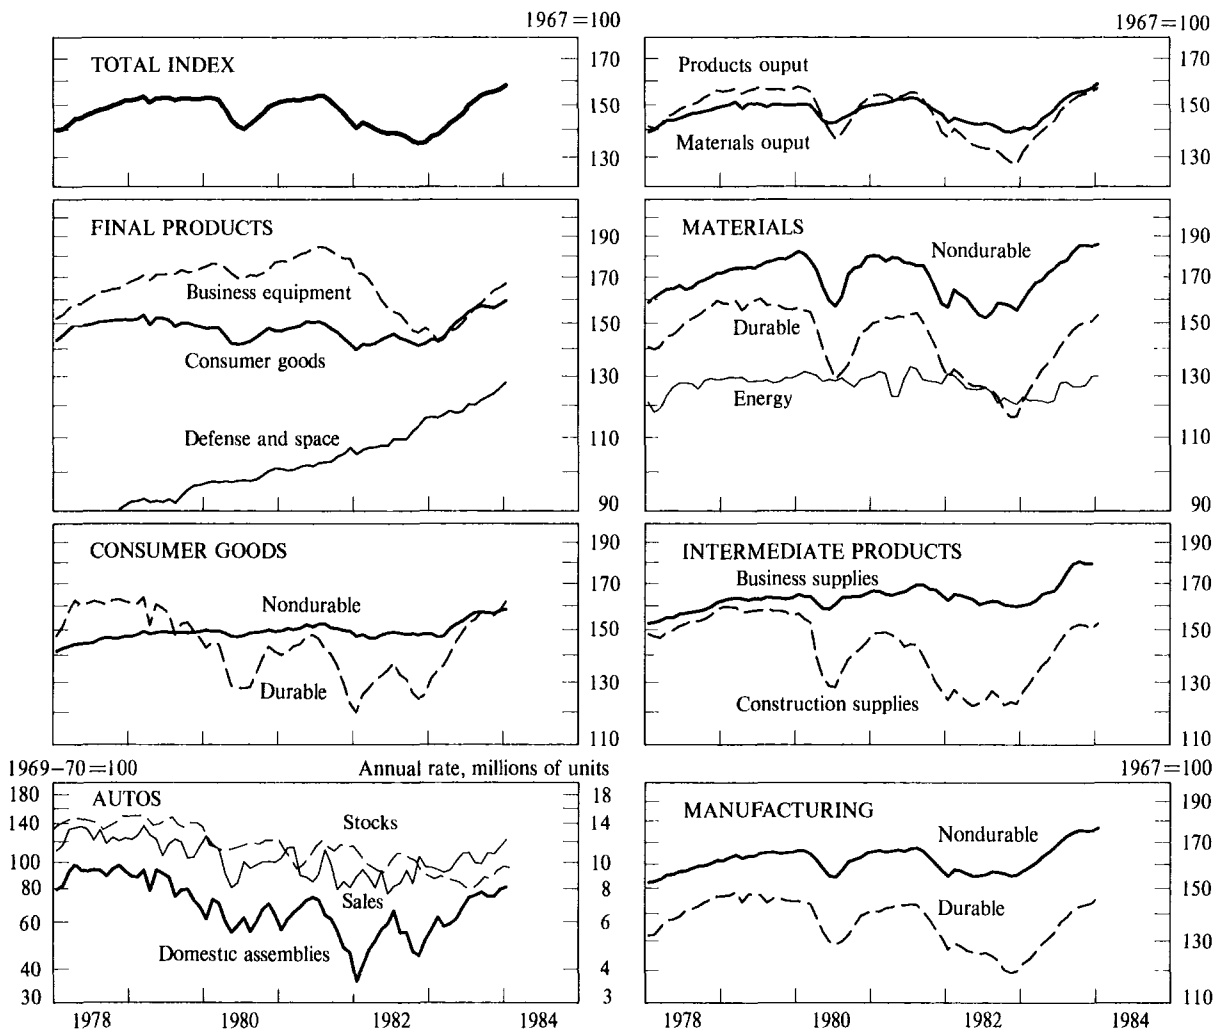 1967=100
TOTAL INDEX
170
150
130
FINAL PRODUCTS
Business equipment
Consumer goods
Defense and space
190
170
150
130
110
90
CONSUMER GOODS
Nondurable
Durable
190
170
150
130
110
1969-70=100 Annual rate, millions of units
AUTOS
Stocks
Sales
Domestic assemblies
180
140
100
80
60
40
30
18
14
10
8
6
4
3
1978 1980 1982 1984
1967=100
Products ouput
Materials ouput
170
150
130
MATERIALS
Nondurable
Durable
Energy
190
170
150
130
110
90
INTERMEDIATE PRODUCTS
Business supplies
Construction supplies
190
170
150
130
110
1967=100
MANUFACTURING
Nondurable
Durable
190
170
150
130
110
1978 1980 1982 1984